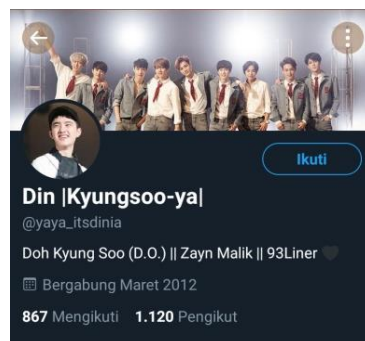 Ikuti
Din |Kyungsoo-ya|
@yaya_itsdinia
Doh Kyung Soo (D.O.) || Zayn Malik || 93Liner 🖤
Bergabung Maret 2012
867 Mengikuti 1.120 Pengikut